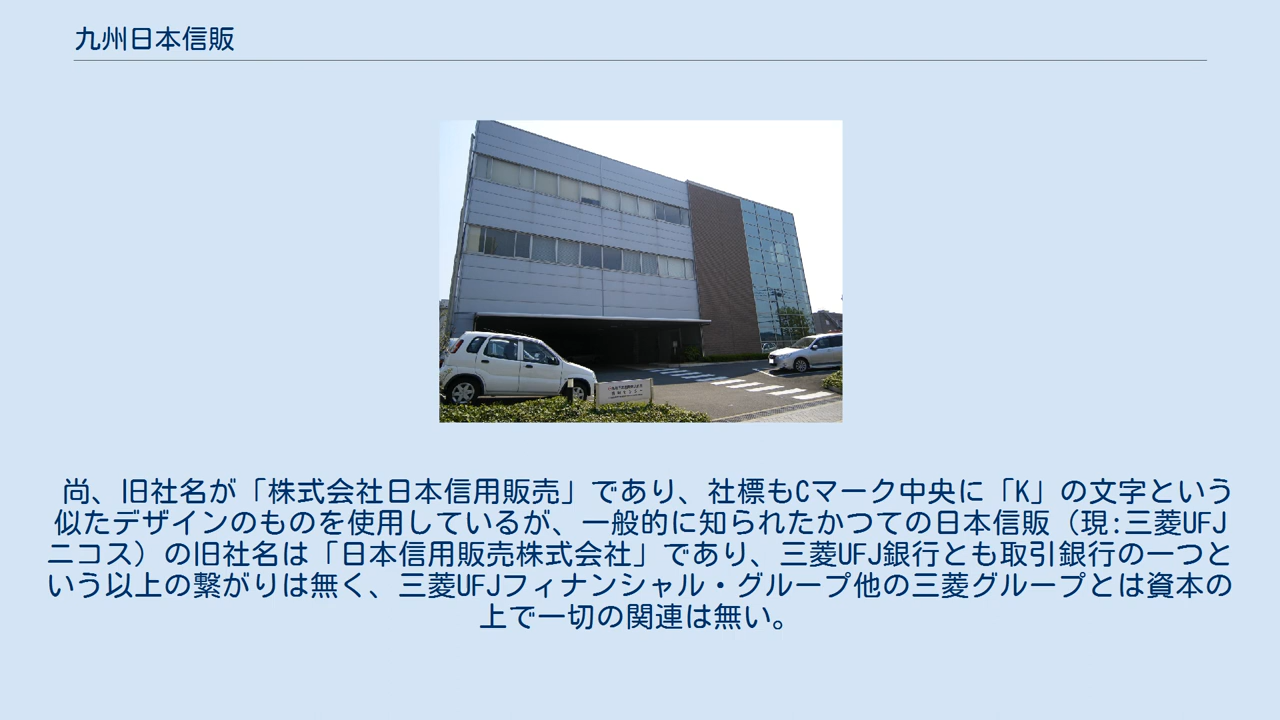 九州日本信販
尚、旧社名が「株式会社日本信用販売」であり、社標もCマーク中央に「K」の文字という
似たデザインのものを使用しているが、一般的に知られたかつての日本信販（現:三菱UFJ
ニコス）の旧社名は「日本信用販売株式会社」であり、三菱UFJ銀行とも取引銀行の一つと
いう以上の繋がりは無く、三菱UFJフィナンシャル・グループ他の三菱グループとは資本の
上で一切の関連は無い。